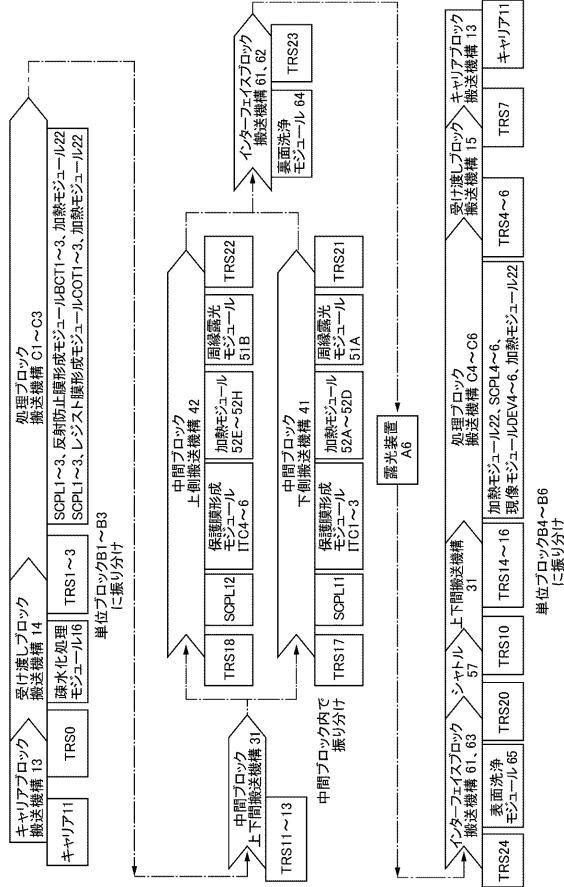 キャリアブロック
搬送機構 13
受け渡しブロック
搬送機構 14
処理ブロック
搬送機構 C1~C3
キャリア11
TRS0
疎水化処理
モジュール16
TRS1~3
SCPL1~3、反射防止膜形成モジュールBCT1~3、加熱モジュール22
SCPL1~3、レジスト膜形成モジュールCOT1~3、加熱モジュール22
単位ブロックB1~B3
に振り分け
中間ブロック
上下間搬送機構 31
TRS11~13
中間ブロック内で
振り分け
中間ブロック
上側搬送機構 42
TRS18
SCPL12
保護膜形成
モジュール
ITC4~6
加熱モジュール
52E~52H
周縁露光
モジュール
51B
TRS22
中間ブロック
下側搬送機構 41
TRS17
SCPL11
保護膜形成
モジュール
ITC1~3
加熱モジュール
52A~52D
周縁露光
モジュール
51A
TRS21
インターフェイスブロック
搬送機構 61、62
裏面洗浄
モジュール 64
TRS23
露光装置
A6
インターフェイスブロック
搬送機構 61、63
シャトル
57
上下間搬送機構
31
処理ブロック
搬送機構 C4~C6
受け渡しブロック
搬送機構 15
キャリアブロック
搬送機構 13
TRS24
表面洗浄
モジュール 65
TRS20
TRS10
TRS14~16
加熱モジュール22、SCPL4~6、
現像モジュールDEV4~6、加熱モジュール22
TRS4~6
TRS7
キャリア11
単位ブロックB4~B6
に振り分け